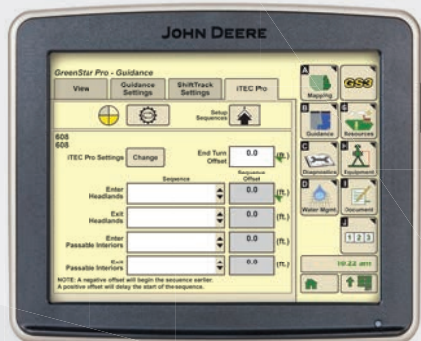 JOHN DEERE
GreenStar Pro - Guidance
View
Guidance Settings
ShiftTrack Settings
iTEC Pro
Setup Sequences
608
608
iTEC Pro Settings
Change
End Turn Offset
0.0
(ft.)
Sequence
Sequence Offset
Enter Headlands
0.0
(ft.)
Exit Headlands
0.0
(ft.)
Enter Passable Interiors
0.0
(ft.)
Exit Passable Interiors
0.0
(ft.)
NOTE: A negative offset will begin the sequence earlier.
A positive offset will delay the start of the sequence.
A
Mapping
GS3
B
Guidance
G
Resources
C
Diagnostics
H
Equipment
D
Water Mgmt.
I
Document
J
1 2 3
10:22 am